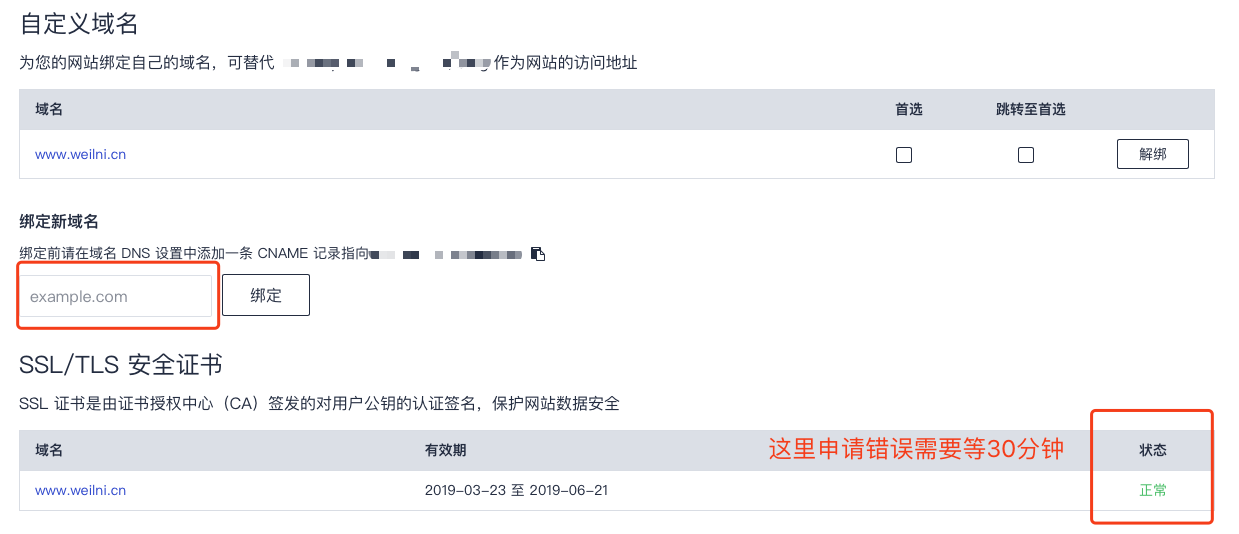 自定义域名
为您的网站绑定自己的域名，可替代 作为网站的访问地址
域名 首选 跳转至首选
www.weilni.cn 解绑
绑定新域名
绑定前请在域名 DNS 设置中添加一条 CNAME 记录指向
example.com 绑定
SSL/TLS 安全证书
SSL 证书是由证书授权中心（CA）签发的对用户公钥的认证签名，保护网站数据安全
域名 有效期 这里申请错误需要等30分钟 状态
www.weilni.cn 2019-03-23 至 2019-06-21 正常